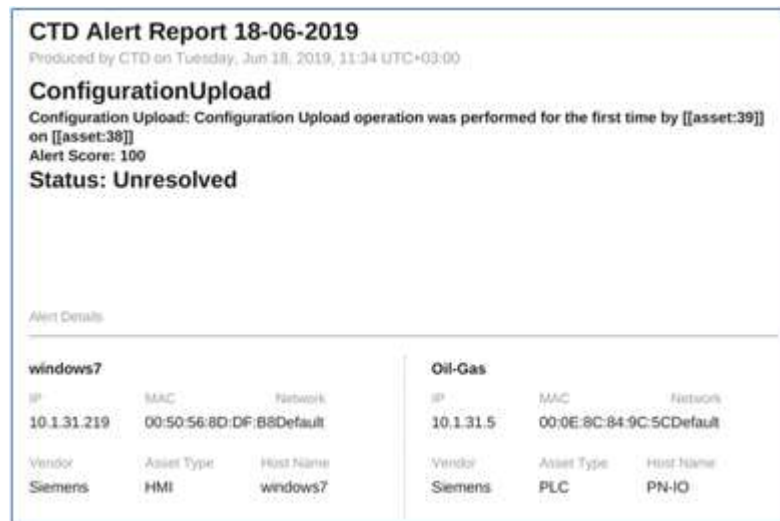 CTD Alert Report 18-06-2019
Produced by CTD on Tuesday, Jun 18, 2019, 11:34 UTC+03:00
ConfigurationUpload
Configuration Upload: Configuration Upload operation was performed for the first time by [[asset:39]]
on [[asset:38]]
Alert Score: 100
Status: Unresolved
Alert Details
windows7 Oil-Gas
IP MAC Network IP MAC Network
10.1.31.219 00:50:56:8D:DF:B8Default 10.1.31.5 00:0E:8C:84:9C:5CDefault
Vendor Asset Type Host Name Vendor Asset Type Host Name
Siemens HMI windows7 Siemens PLC PN-IO